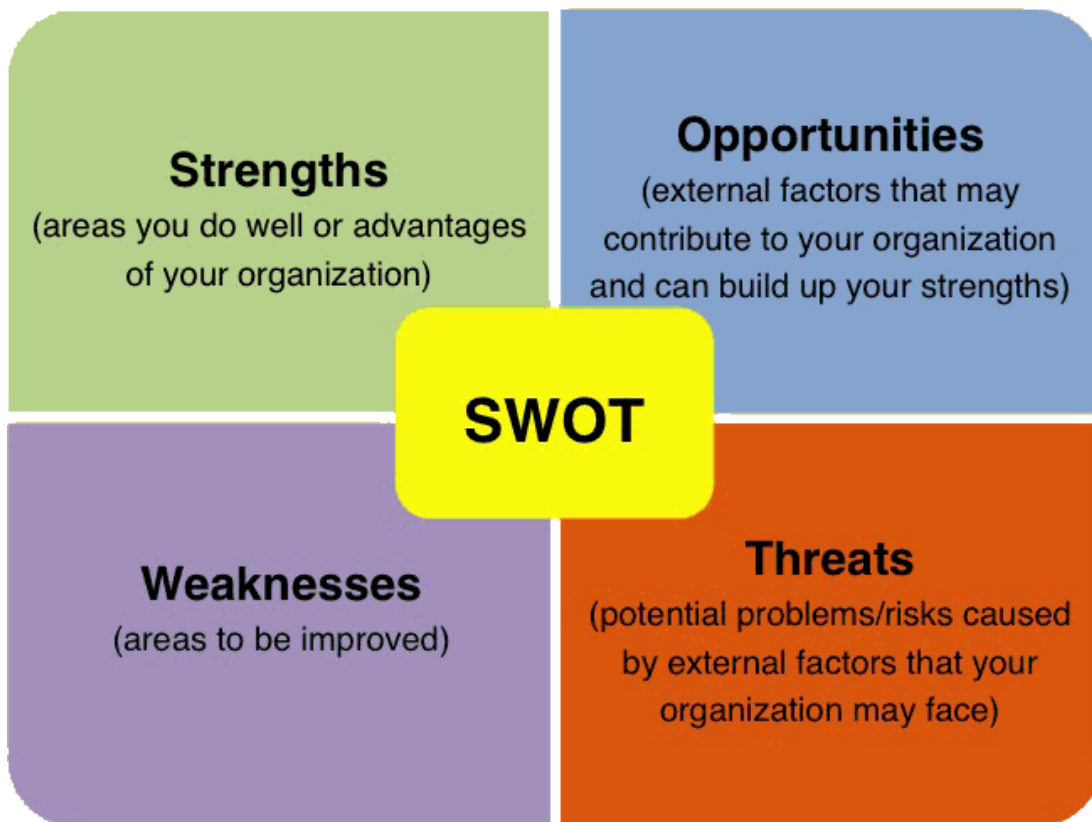 Strengths
(areas you do well or advantages
of your organization)
Opportunities
(external factors that may
contribute to your organization
and can build up your strengths)
SWOT
Weaknesses
(areas to be improved)
Threats
(potential problems/risks caused
by external factors that your
organization may face)